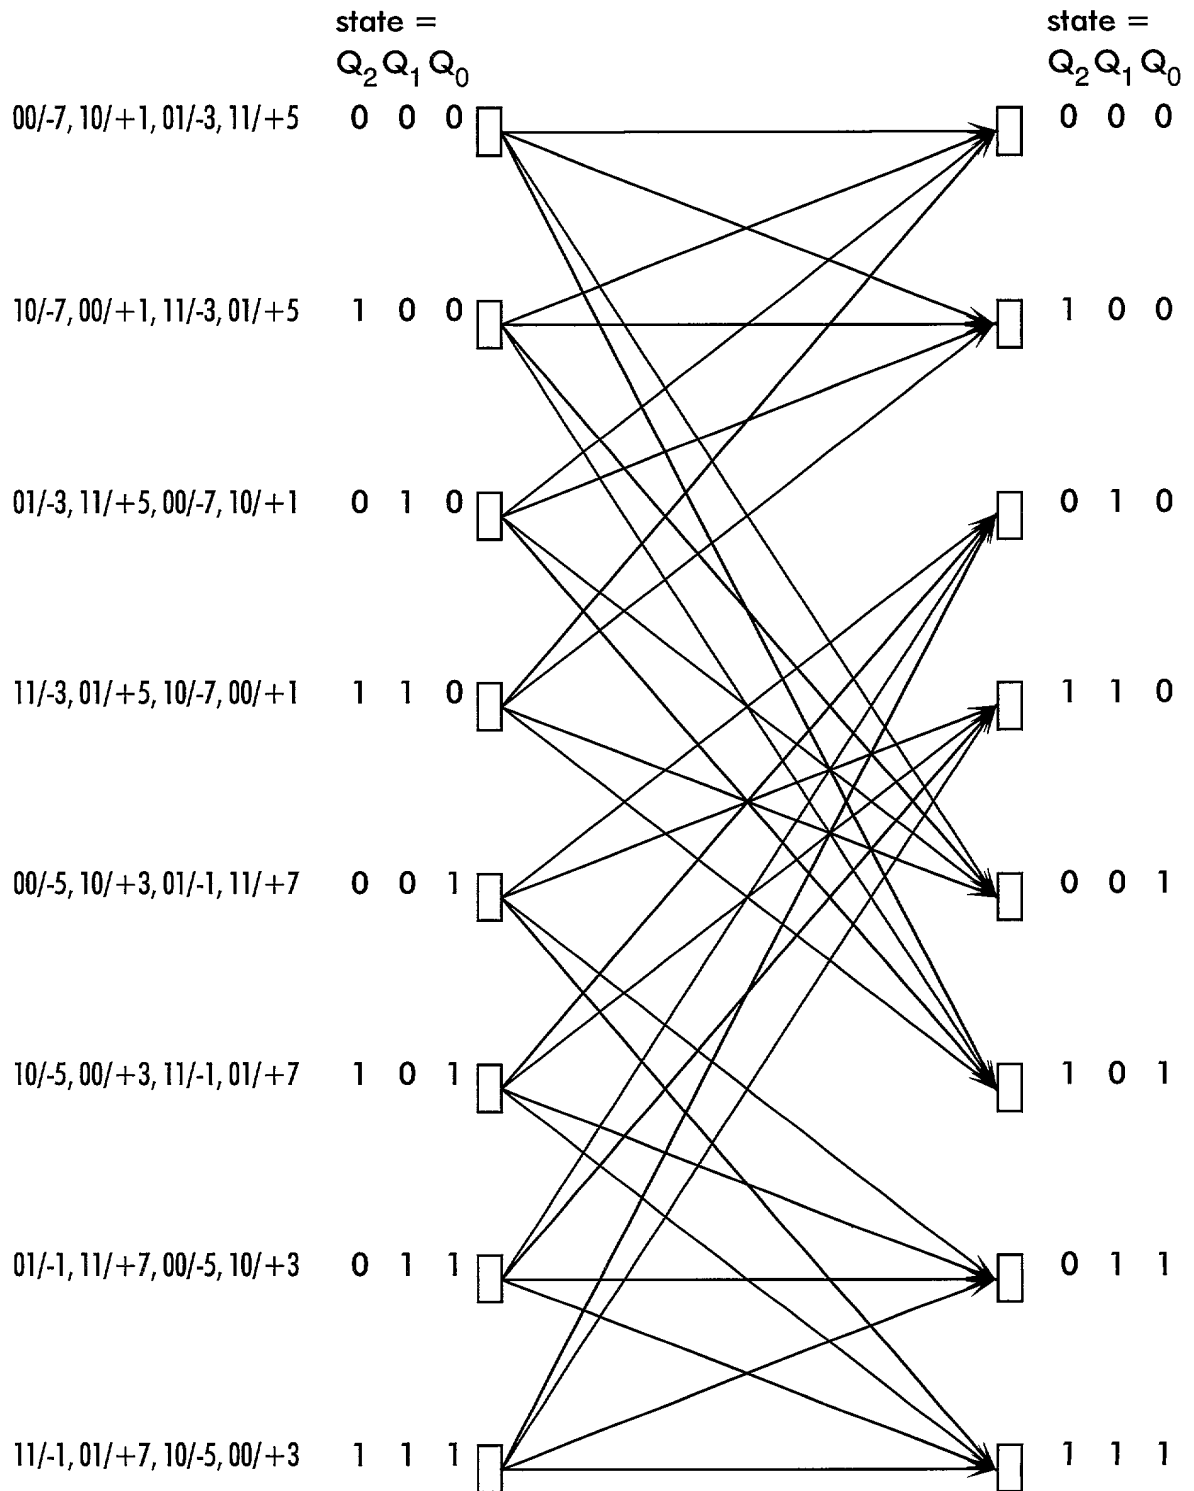 state = state =
Q2 Q1 Q0 Q2 Q1 Q0
00/-7, 10/+1, 01/-3, 11/+5 0 0 0 0 0 0
10/-7, 00/+1, 11/-3, 01/+5 1 0 0 1 0 0
01/-3, 11/+5, 00/-7, 10/+1 0 1 0 0 1 0
11/-3, 01/+5, 10/-7, 00/+1 1 1 0 1 1 0
00/-5, 10/+3, 01/-1, 11/+7 0 0 1 0 0 1
10/-5, 00/+3, 11/-1, 01/+7 1 0 1 1 0 1
01/-1, 11/+7, 00/-5, 10/+3 0 1 1 0 1 1
11/-1, 01/+7, 10/-5, 00/+3 1 1 1 1 1 1